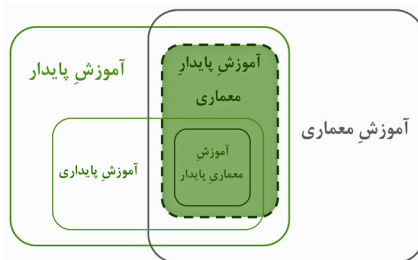 آموزشِ پایدارِ
معماری
آموزشِ پایدار
آموزشِ معماری
آموزشِ
معماریِ پایدار
آموزشِ پایداری